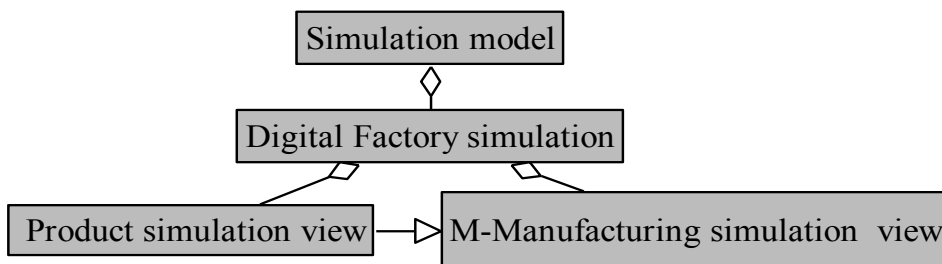 Simulation model
Digital Factory simulation
Product simulation view
M-Manufacturing simulation view